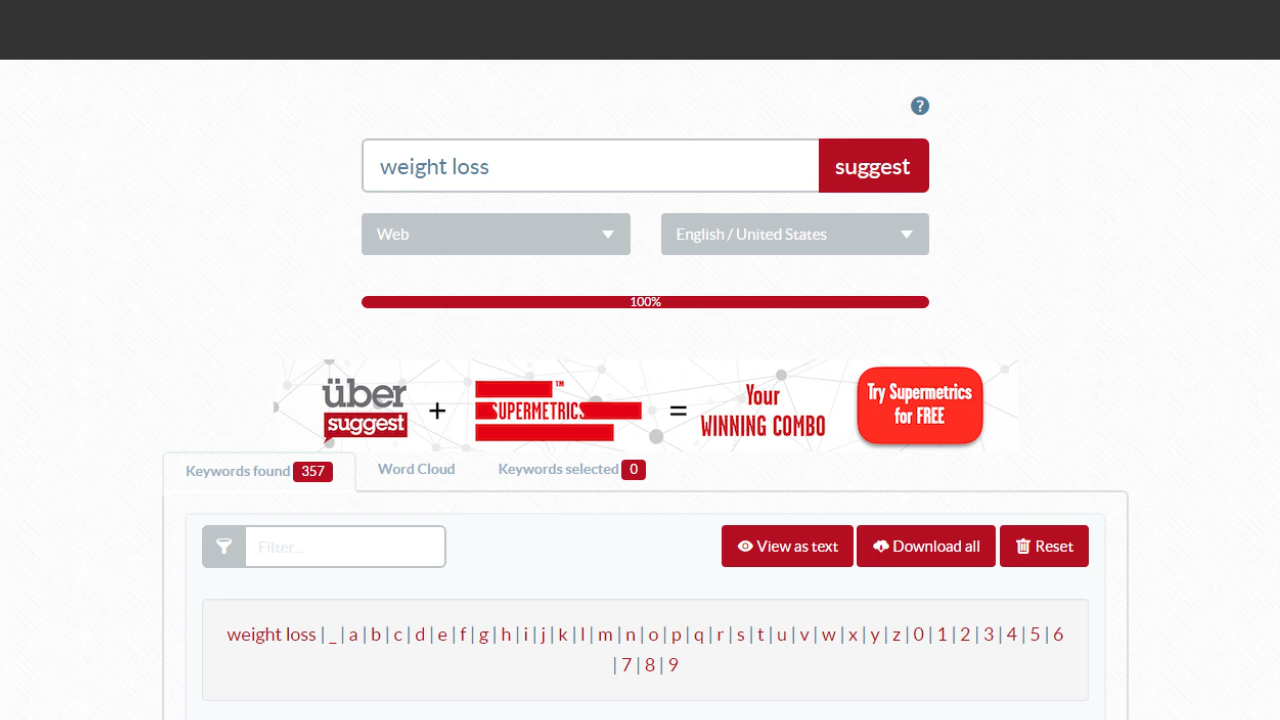 ?
weight loss
suggest
Web
English / United States
100%
über
suggest
+
SUPERMETRICS™
=
Your
WINNING COMBO
Try Supermetrics
for FREE
Keywords found 357
Word Cloud
Keywords selected 0
Filter...
View as text
Download all
Reset
weight loss | _ | a | b | c | d | e | f | g | h | i | j | k | l | m | n | o | p | q | r | s | t | u | v | w | x | y | z | 0 | 1 | 2 | 3 | 4 | 5 | 6
| 7 | 8 | 9